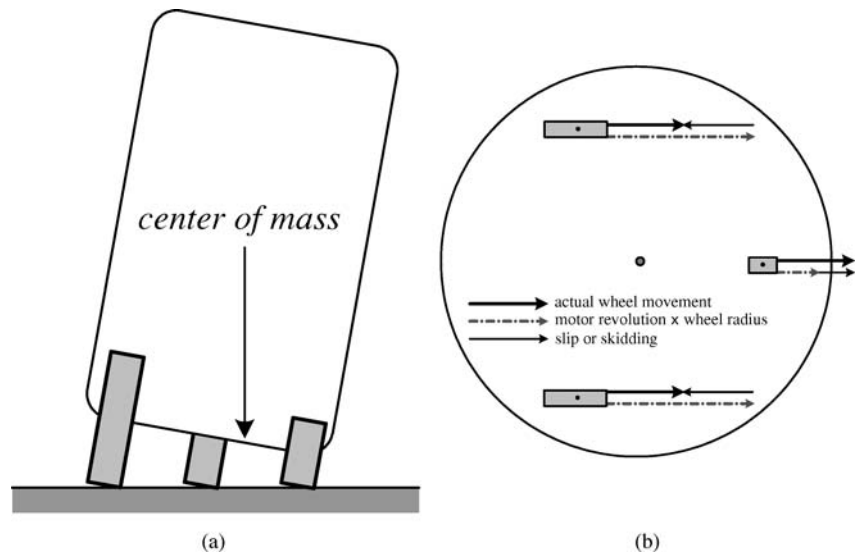 center of mass
actual wheel movement
motor revolution x wheel radius
slip or skidding
(a)
(b)